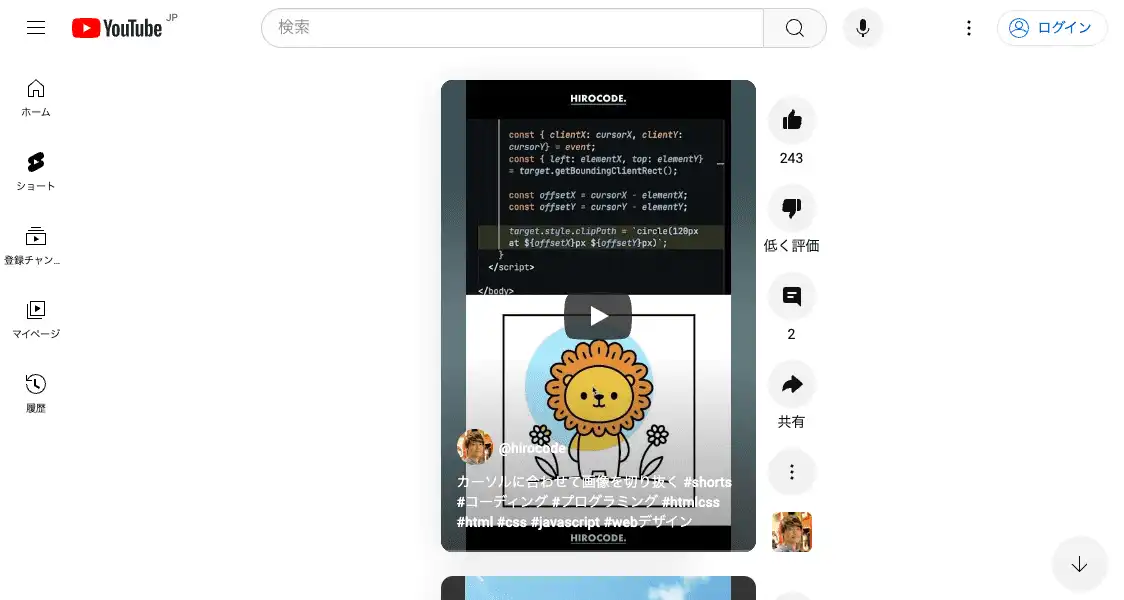 YouTube JP
検索
ログイン
ホーム
ショート
登録チャン...
マイページ
履歴
HIROCODE.
const { clientX: cursorX, clientY:
cursorY} = event;
const { left: elementX, top: elementY}
= target.getBoundingClientRect();
const offsetX = cursorX - elementX;
const offsetY = cursorY - elementY;
target.style.clipPath = `circle(120px
at ${offsetX}px ${offsetY}px)`;
}
</script>
</body>
@hirocode
カーソルに合わせて画像を切り抜く #shorts
#コーディング #プログラミング #htmlcss
#html #css #javascript #webデザイン
HIROCODE.
243
低く評価
2
共有